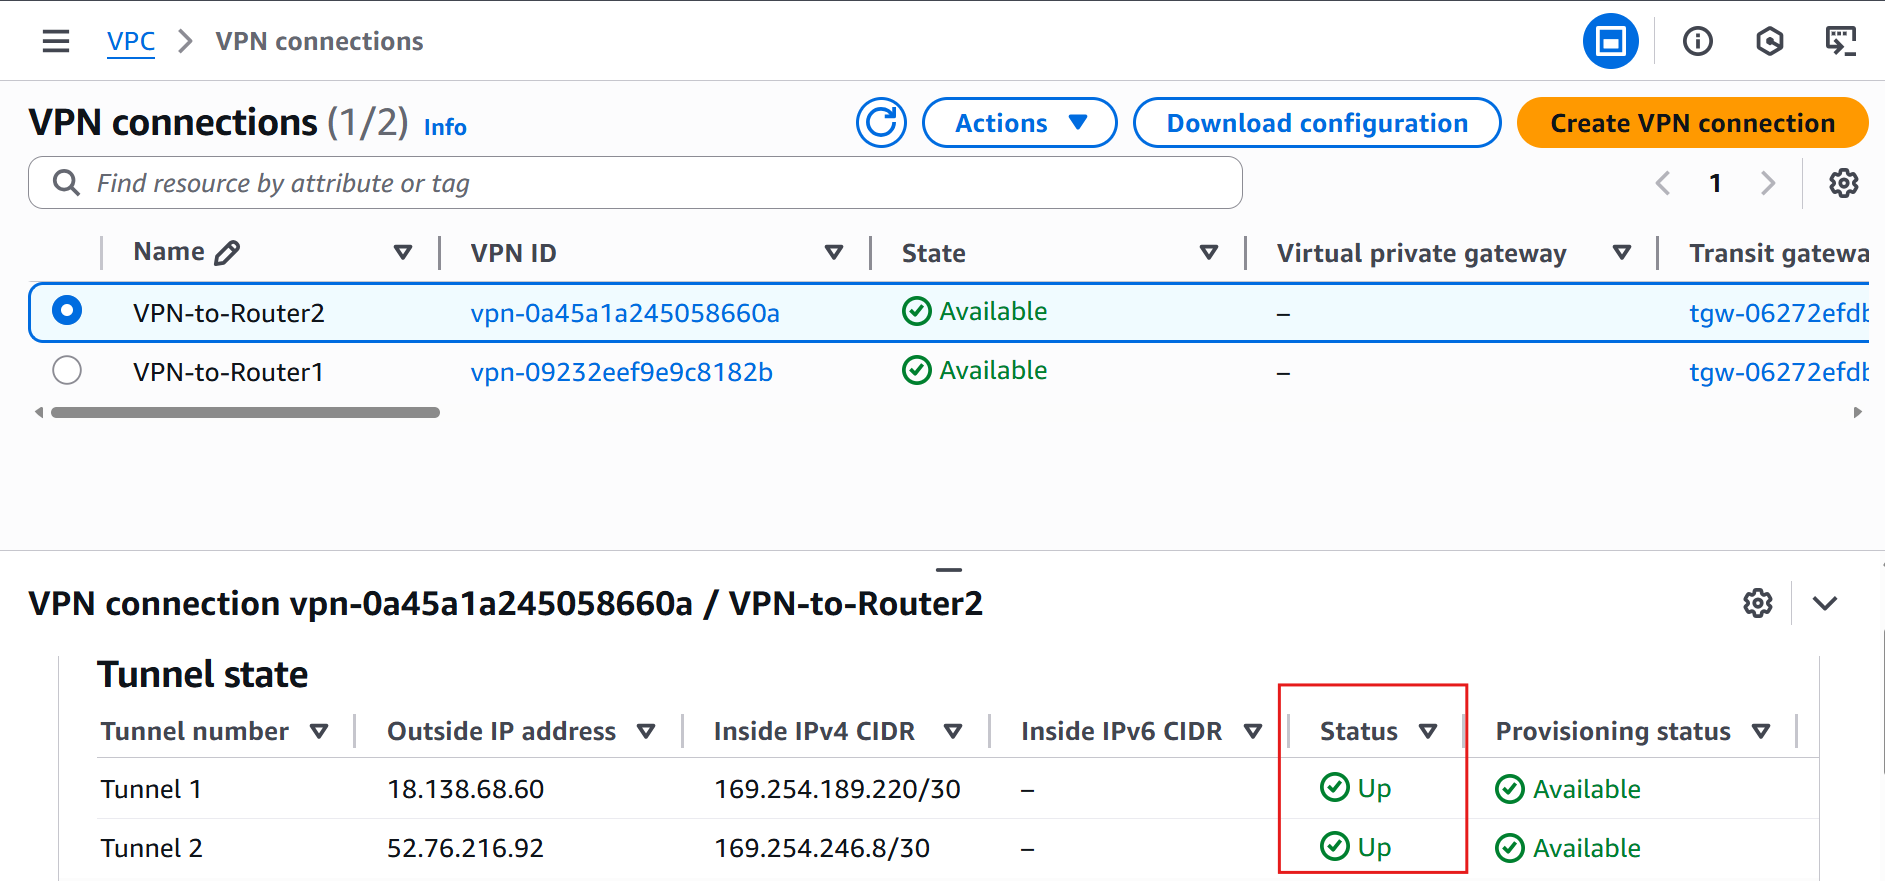 VPC > VPN connections
VPN connections (1/2) Info
Actions
Download configuration
Create VPN connection
Find resource by attribute or tag
1
Name VPN ID State Virtual private gateway Transit gatewa
VPN-to-Router2 vpn-0a45a1a245058660a Available – tgw-06272efdb
VPN-to-Router1 vpn-09232eef9e9c8182b Available – tgw-06272efdb
VPN connection vpn-0a45a1a245058660a / VPN-to-Router2
Tunnel state
Tunnel number Outside IP address Inside IPv4 CIDR Inside IPv6 CIDR Status Provisioning status
Tunnel 1 18.138.68.60 169.254.189.220/30 – Up Available
Tunnel 2 52.76.216.92 169.254.246.8/30 – Up Available